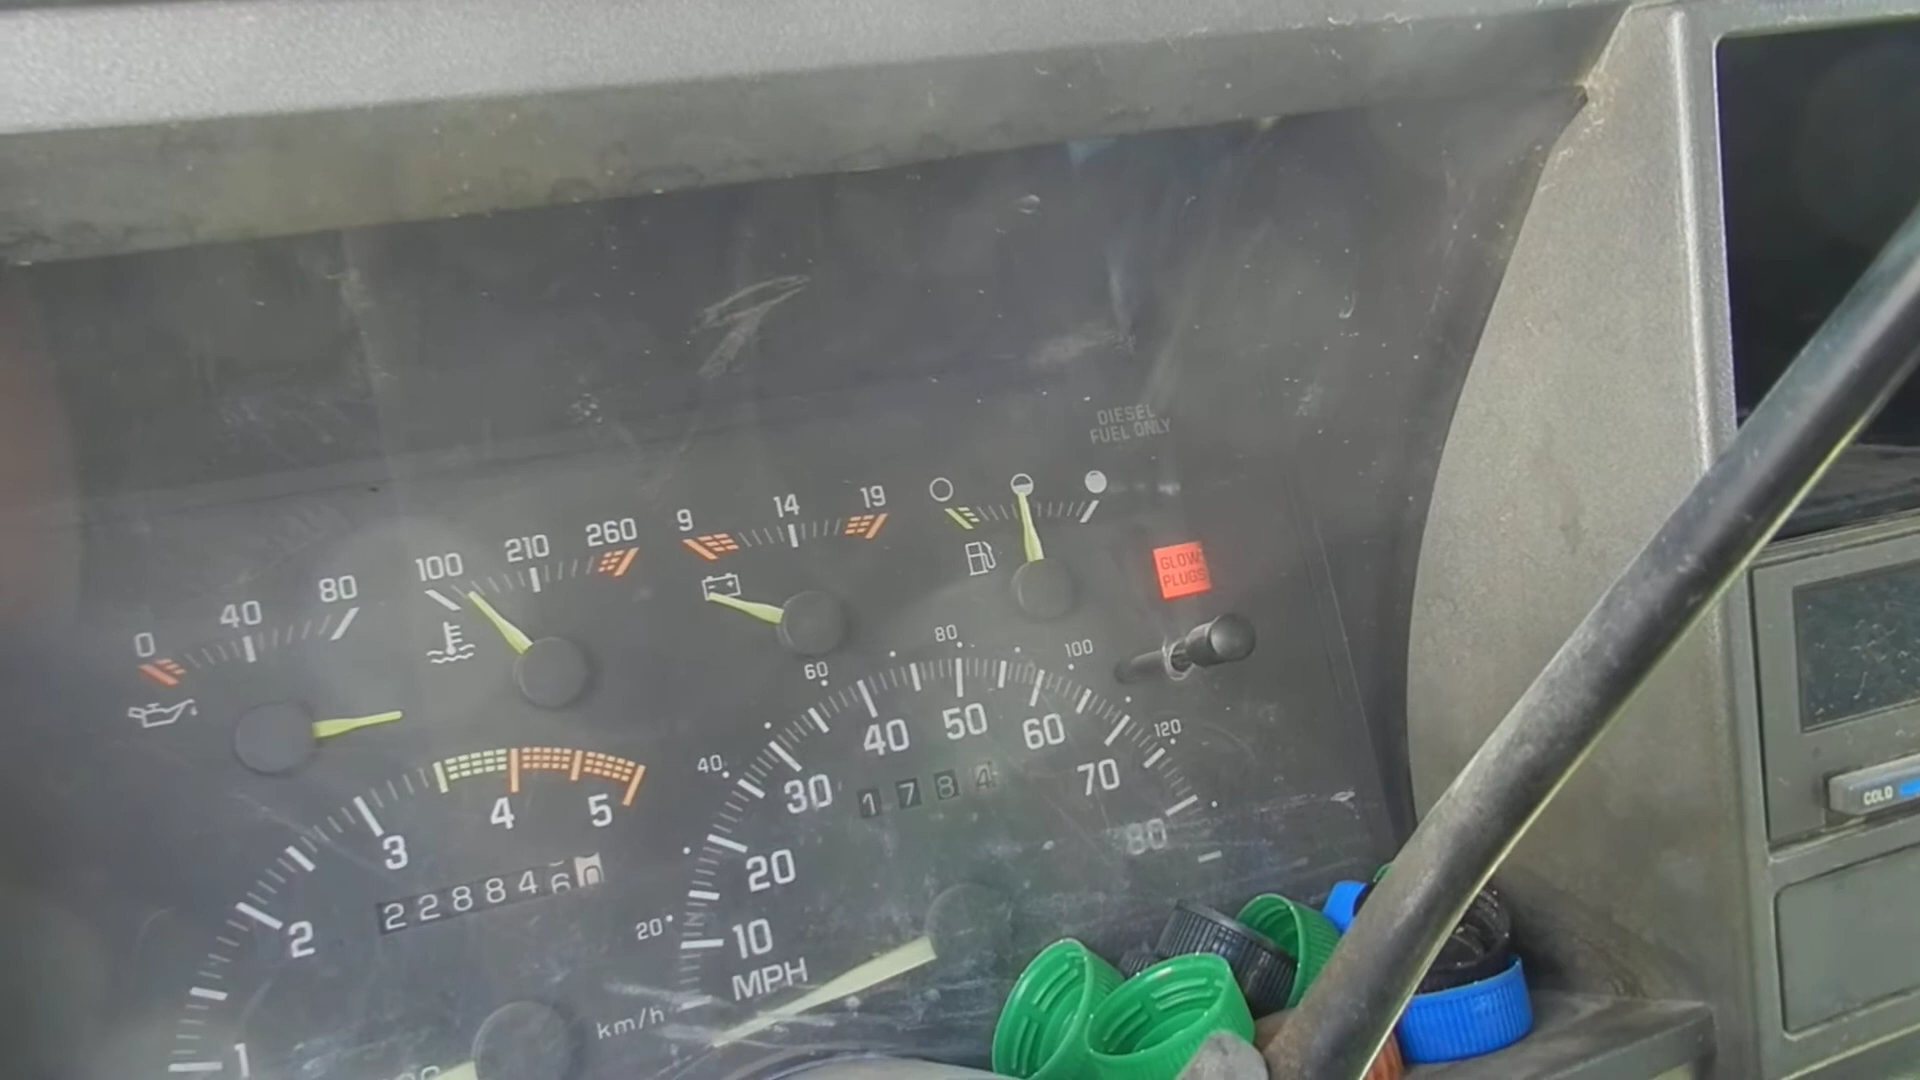 DIESEL
FUEL ONLY
0 40 80
100 210 260
9 14 19
GLOW
PLUGS
1 2 3 4 5
228846
10 20 30 40 50 60 70 80
MPH
20 40 60 80 100 120
km/h
1784
COLD